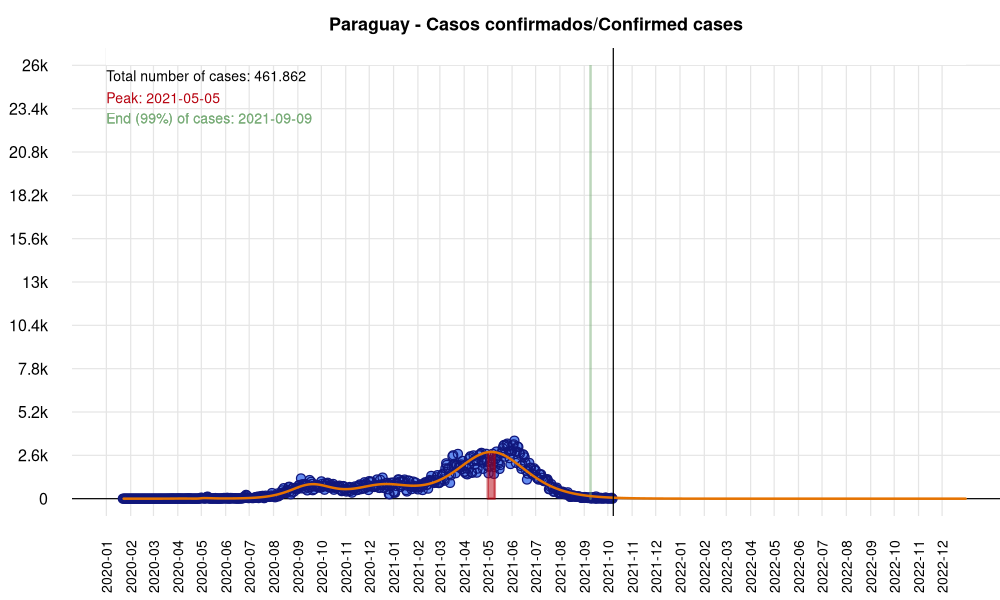 Paraguay - Casos confirmados/Confirmed cases
Total number of cases: 461.862
Peak: 2021-05-05
End (99%) of cases: 2021-09-09
26k
23.4k
20.8k
18.2k
15.6k
13k
10.4k
7.8k
5.2k
2.6k
0
2020-01
2020-02
2020-03
2020-04
2020-05
2020-06
2020-07
2020-08
2020-09
2020-10
2020-11
2020-12
2021-01
2021-02
2021-03
2021-04
2021-05
2021-06
2021-07
2021-08
2021-09
2021-10
2021-11
2021-12
2022-01
2022-02
2022-03
2022-04
2022-05
2022-06
2022-07
2022-08
2022-09
2022-10
2022-11
2022-12